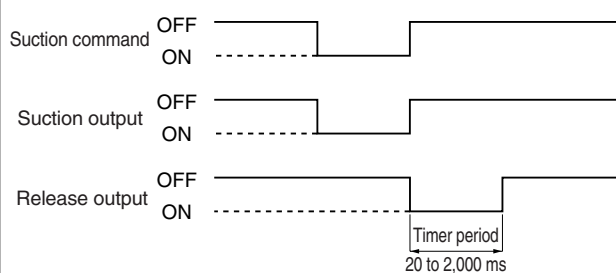 OFF
Suction command
ON
OFF
Suction output
ON
OFF
Release output
ON
Timer period
20 to 2,000 ms